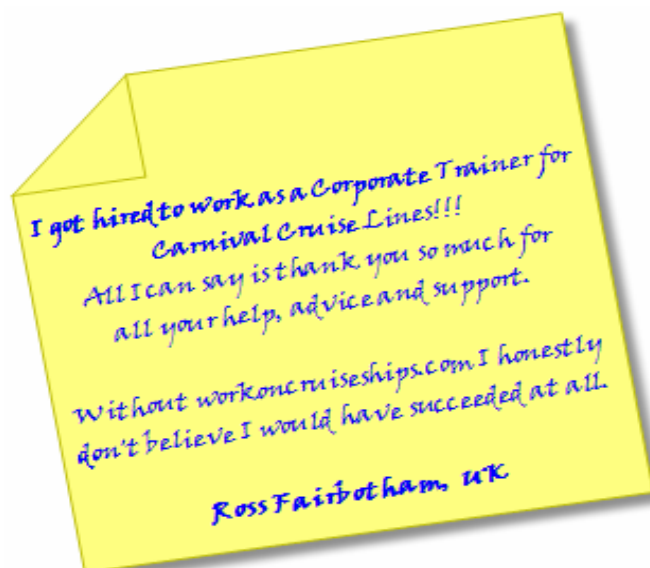 I got hired to work as a Corporate Trainer for
Carnival Cruise Lines!!!
All I can say is thank you so much for
all your help, advice and support.
Without workoncruiseships.com I honestly
don't believe I would have succeeded at all.
Ross Fairbotham, UK